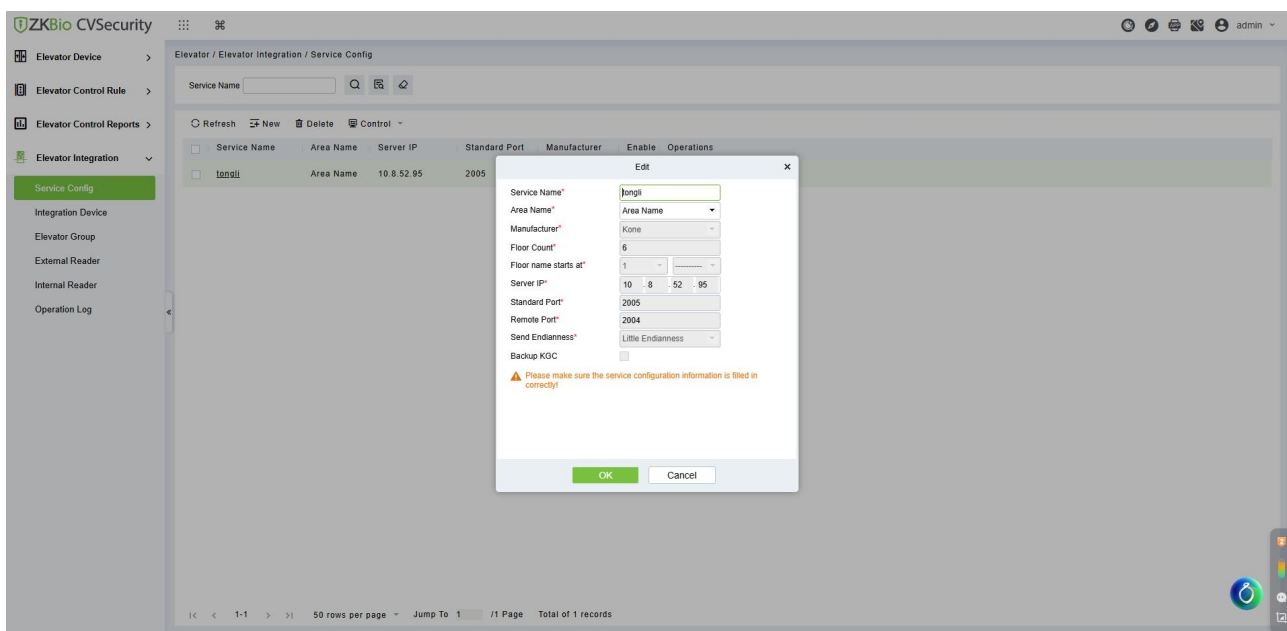 ZKBio CVSecurity
admin
Elevator Device
Elevator Control Rule
Elevator Control Reports
Elevator Integration
Service Config
Integration Device
Elevator Group
External Reader
Internal Reader
Operation Log
Elevator / Elevator Integration / Service Config
Service Name
Refresh New Delete Control
Service Name Area Name Server IP Standard Port Manufacturer Enable Operations
tongli Area Name 10.8.52.95 2005
Edit
Service Name* tongli
Area Name* Area Name
Manufacturer* Kone
Floor Count* 6
Floor name starts at* 1 ----------
Server IP* 10 . 8 . 52 . 95
Standard Port* 2005
Remote Port* 2004
Send Endianness* Little Endianness
Backup KGC
Please make sure the service configuration information is filled in
correctly!
OK Cancel
|< < 1-1 > >| 50 rows per page Jump To 1 /1 Page Total of 1 records